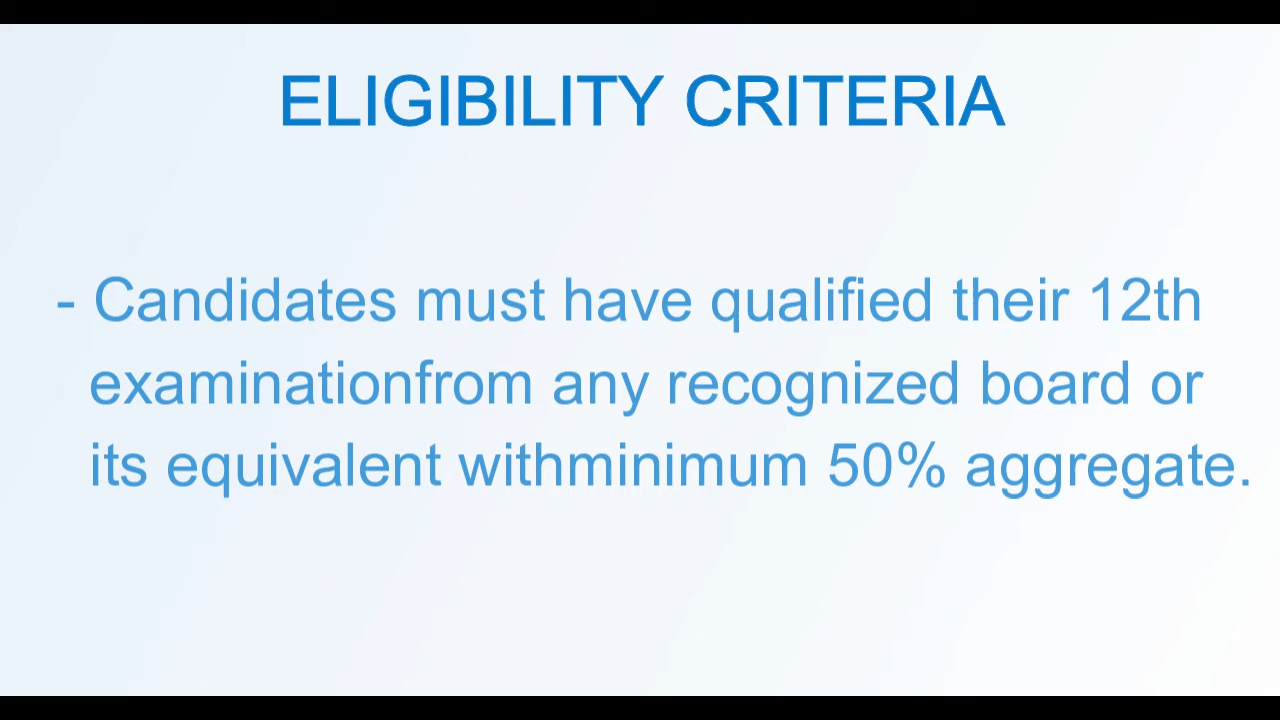 ELIGIBILITY CRITERIA
- Candidates must have qualified their 12th
examinationfrom any recognized board or
its equivalent withminimum 50% aggregate.